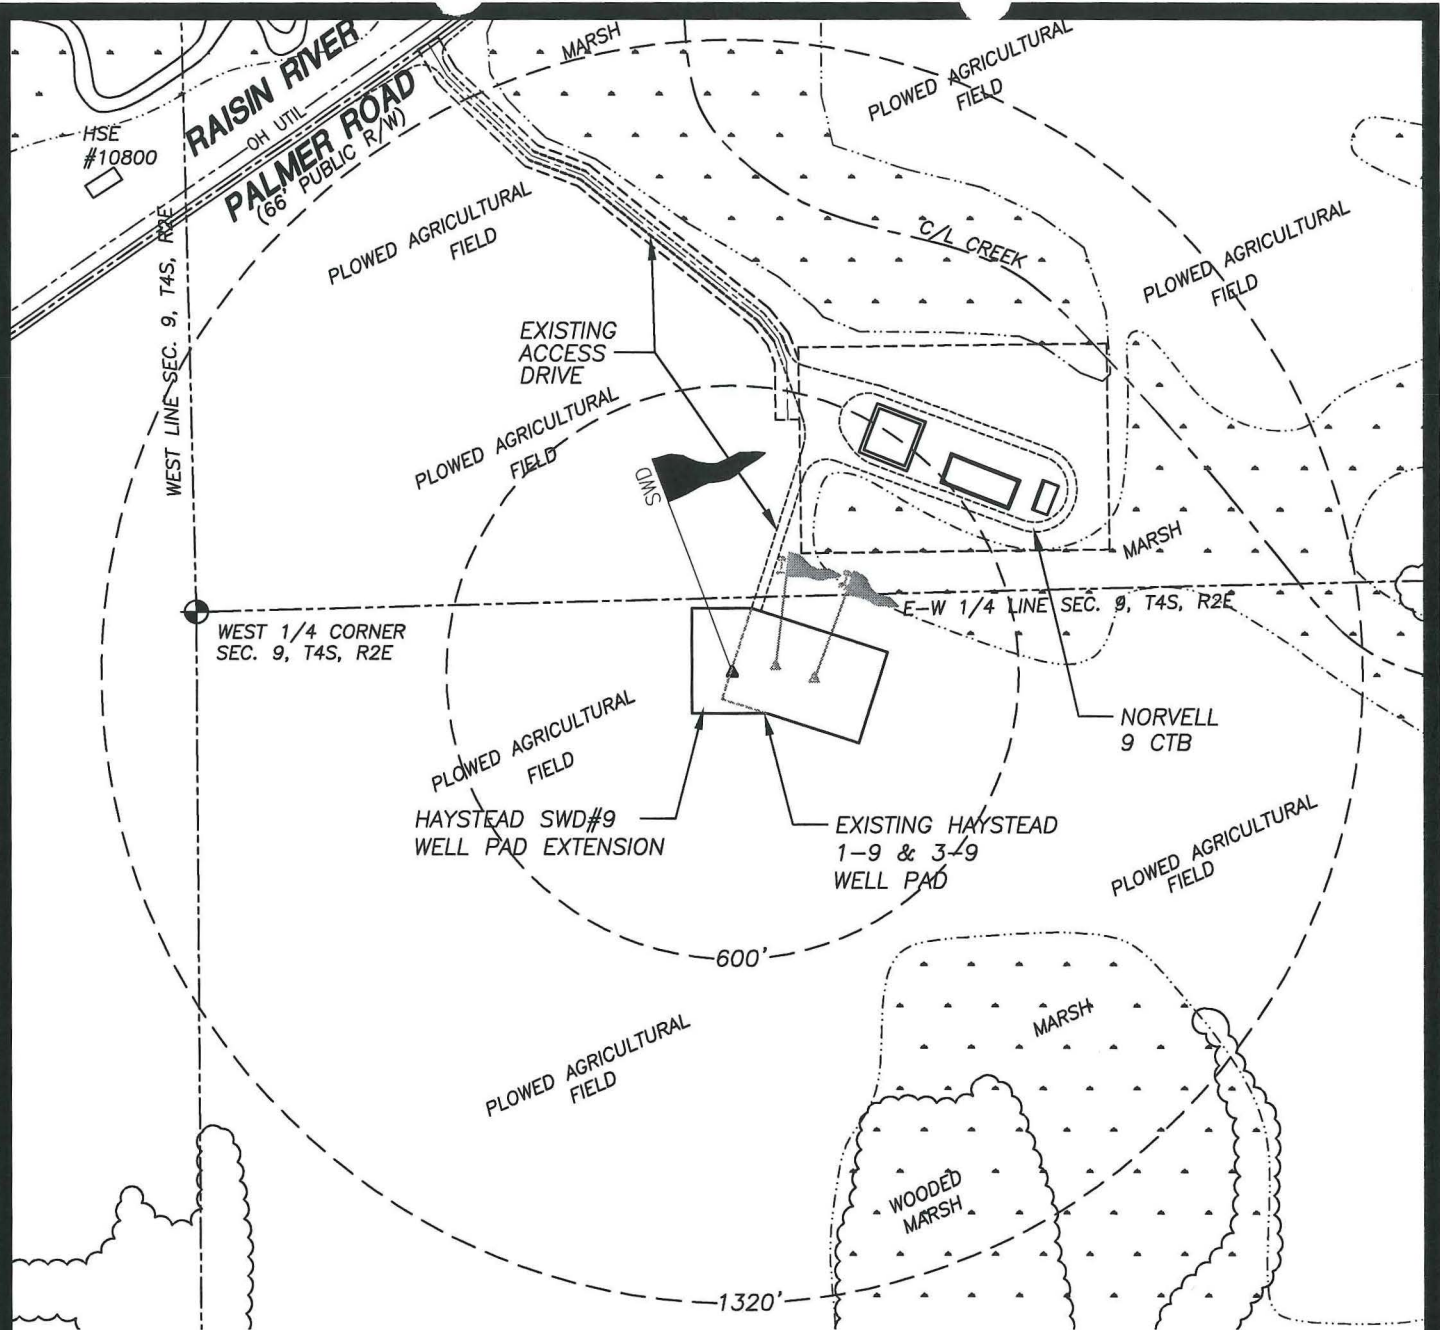 MARSH
PLOWED AGRICULTURAL
FIELD
RAISIN RIVER
OH UTIL
PALMER ROAD
(66' PUBLIC R/W)
HSE
#10800
PLOWED AGRICULTURAL
FIELD
WEST LINE SEC. 9, T4S, R2E
C/L CREEK
PLOWED AGRICULTURAL
FIELD
EXISTING
ACCESS
DRIVE
PLOWED AGRICULTURAL
FIELD
SWD
MARSH
E-W 1/4 LINE SEC. 9, T4S, R2E
WEST 1/4 CORNER
SEC. 9, T4S, R2E
NORVELL
9 CTB
PLOWED AGRICULTURAL
FIELD
HAYSTEAD SWD#9
WELL PAD EXTENSION
EXISTING HAYSTEAD
1-9 & 3-9
WELL PAD
PLOWED AGRICULTURAL
FIELD
600'
MARSH
PLOWED AGRICULTURAL
FIELD
WOODED
MARSH
1320'